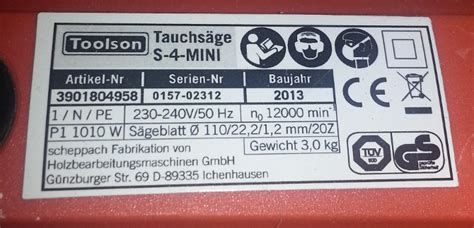 Toolson
Tauchsäge
S-4-MINI
Artikel-Nr Serien-Nr Baujahr
3901804958 0157-02312 2013
1 / N / PE 230-240V/50 Hz n0 12000 min-1
P1 1010 W Sägeblatt Ø 110/22,2/1,2 mm/20Z
scheppach Fabrikation von Gewicht 3,0 kg
Holzbearbeitungsmaschinen GmbH
Günzburger Str. 69 D-89335 Ichenhausen
CE
TÜV
GS